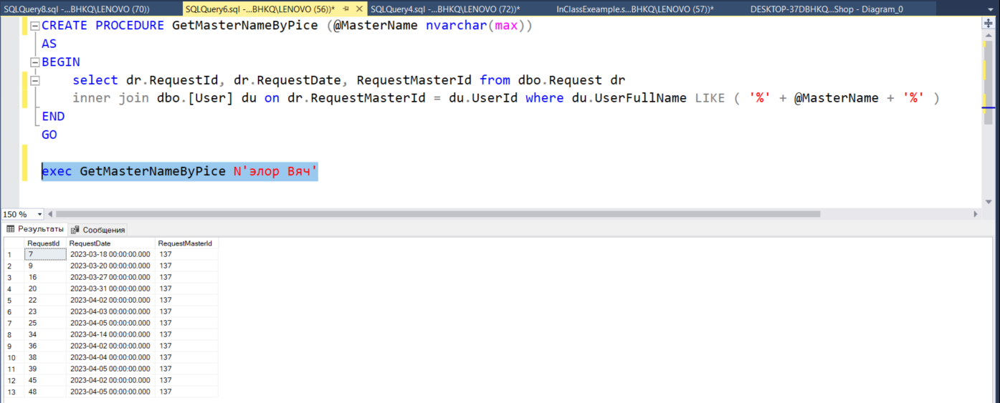 SQLQuery8.sql -...BHKQ\LENOVO (70)) SQLQuery6.sql -...BHKQ\LENOVO (56))* SQLQuery4.sql -...BHKQ\LENOVO (72))* InClassExeample.s...BHKQ\LENOVO (57))* DESKTOP-37DBHKQ...Shop - Diagram_0
CREATE PROCEDURE GetMasterNameByPice (@MasterName nvarchar(max))
AS
BEGIN
select dr.RequestId, dr.RequestDate, RequestMasterId from dbo.Request dr
inner join dbo.[User] du on dr.RequestMasterId = du.UserId where du.UserFullName LIKE ( '%' + @MasterName + '%' )
END
GO
exec GetMasterNameByPice N'элор Вяч'
150 %
Результаты Сообщения
RequestId RequestDate RequestMasterId
1 7 2023-03-18 00:00:00.000 137
2 9 2023-03-20 00:00:00.000 137
3 16 2023-03-27 00:00:00.000 137
4 20 2023-03-31 00:00:00.000 137
5 22 2023-04-02 00:00:00.000 137
6 23 2023-04-03 00:00:00.000 137
7 25 2023-04-05 00:00:00.000 137
8 34 2023-04-14 00:00:00.000 137
9 36 2023-04-02 00:00:00.000 137
10 38 2023-04-04 00:00:00.000 137
11 39 2023-04-05 00:00:00.000 137
12 45 2023-04-02 00:00:00.000 137
13 48 2023-04-05 00:00:00.000 137